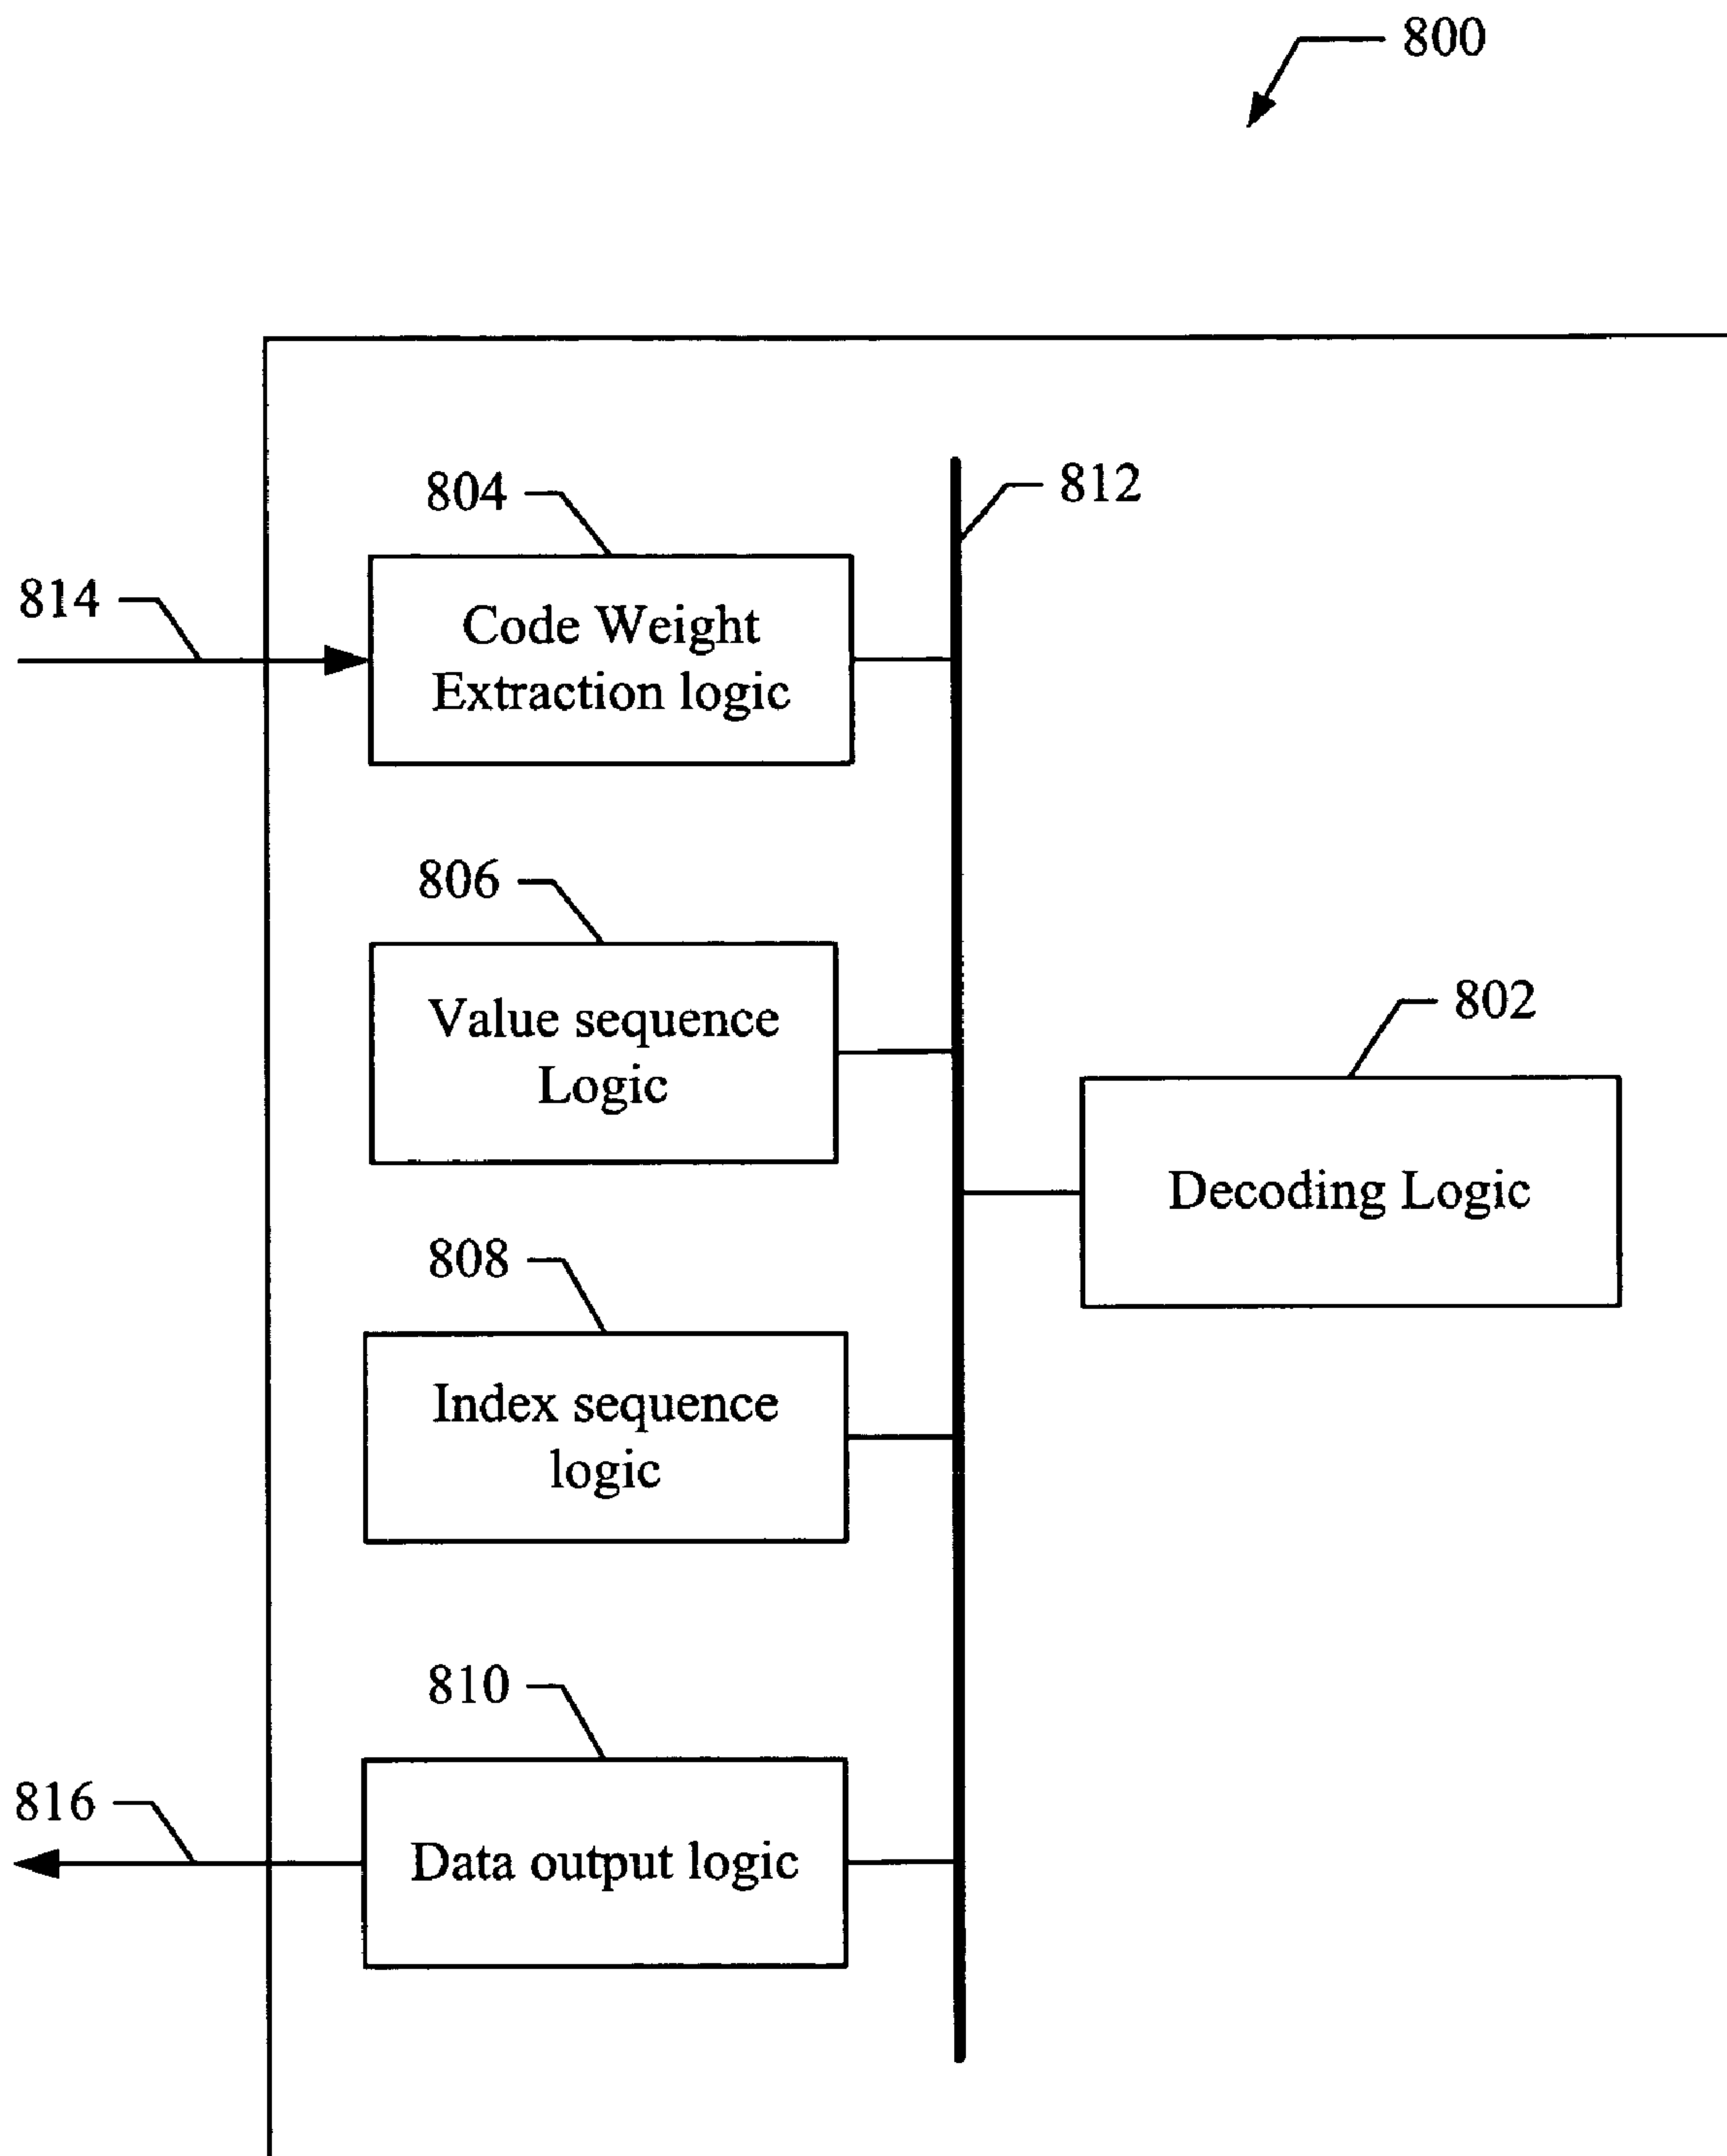 800
804
812
814
Code Weight
Extraction logic
806
Value sequence
Logic
802
Decoding Logic
808
Index sequence
logic
810
816
Data output logic